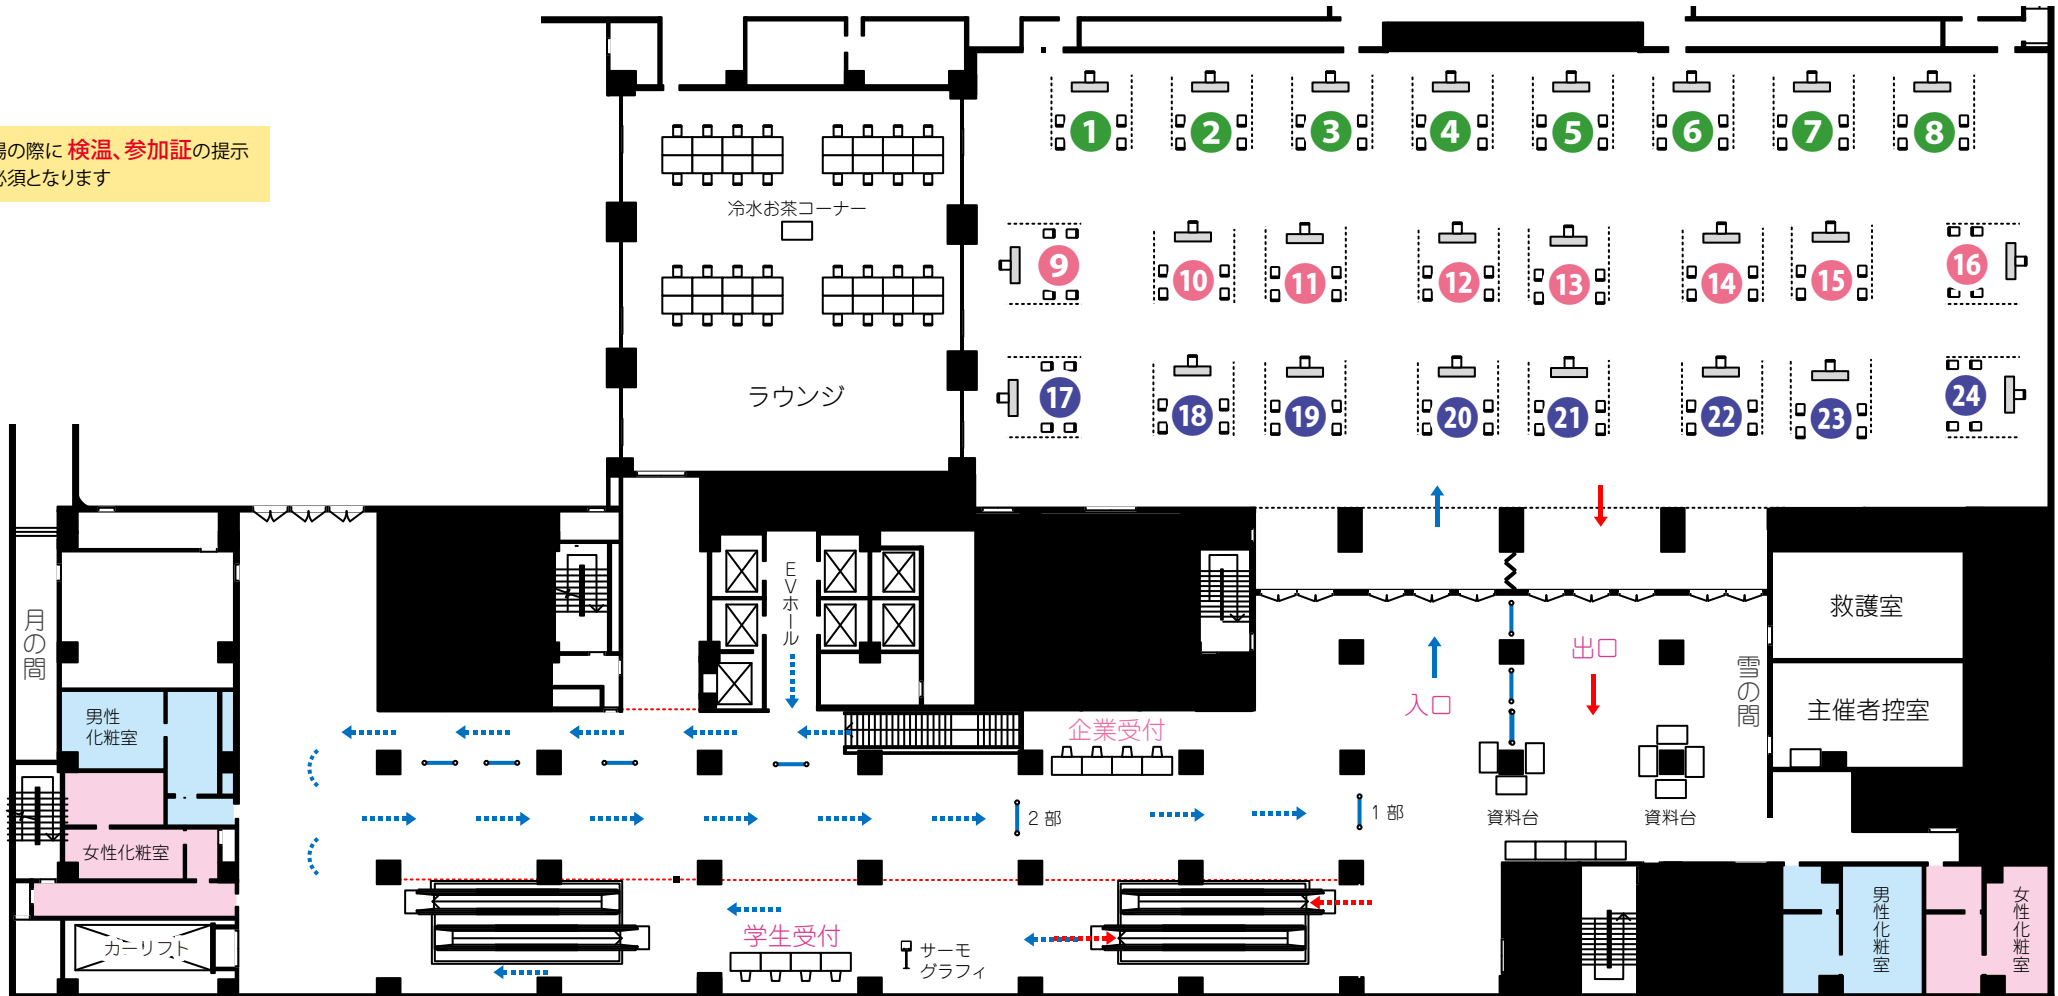 場の際に 検温、参加証の提示
必須となります
1
2
3
4
5
6
7
8
冷水お茶コーナー
9
10
11
12
13
14
15
16
ラウンジ
17
18
19
20
21
22
23
24
EVホール
月の間
救護室
出口
雪の間
入口
主催者控室
男性
化粧室
企業受付
2 部
1 部
資料台
資料台
女性化粧室
学生受付
サーモ
グラフィ
カーリフト
男性化粧室
女性化粧室